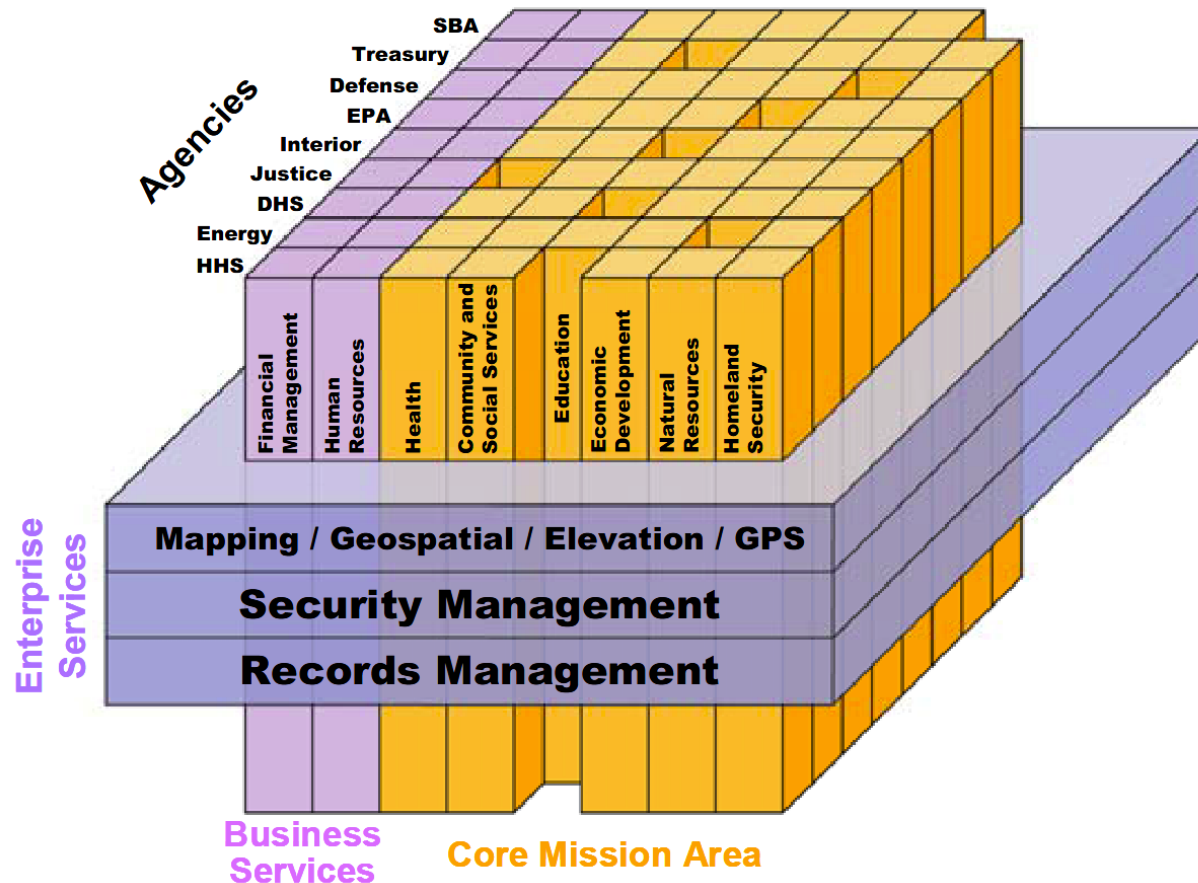 SBA
Treasury
Defense
EPA
Interior
Justice
DHS
Energy
HHS
Agencies
Financial
Management
Human
Resources
Health
Community and
Social Services
Education
Economic
Development
Natural
Resources
Homeland
Security
Enterprise
Services
Mapping / Geospatial / Elevation / GPS
Security Management
Records Management
Business
Services
Core Mission Area